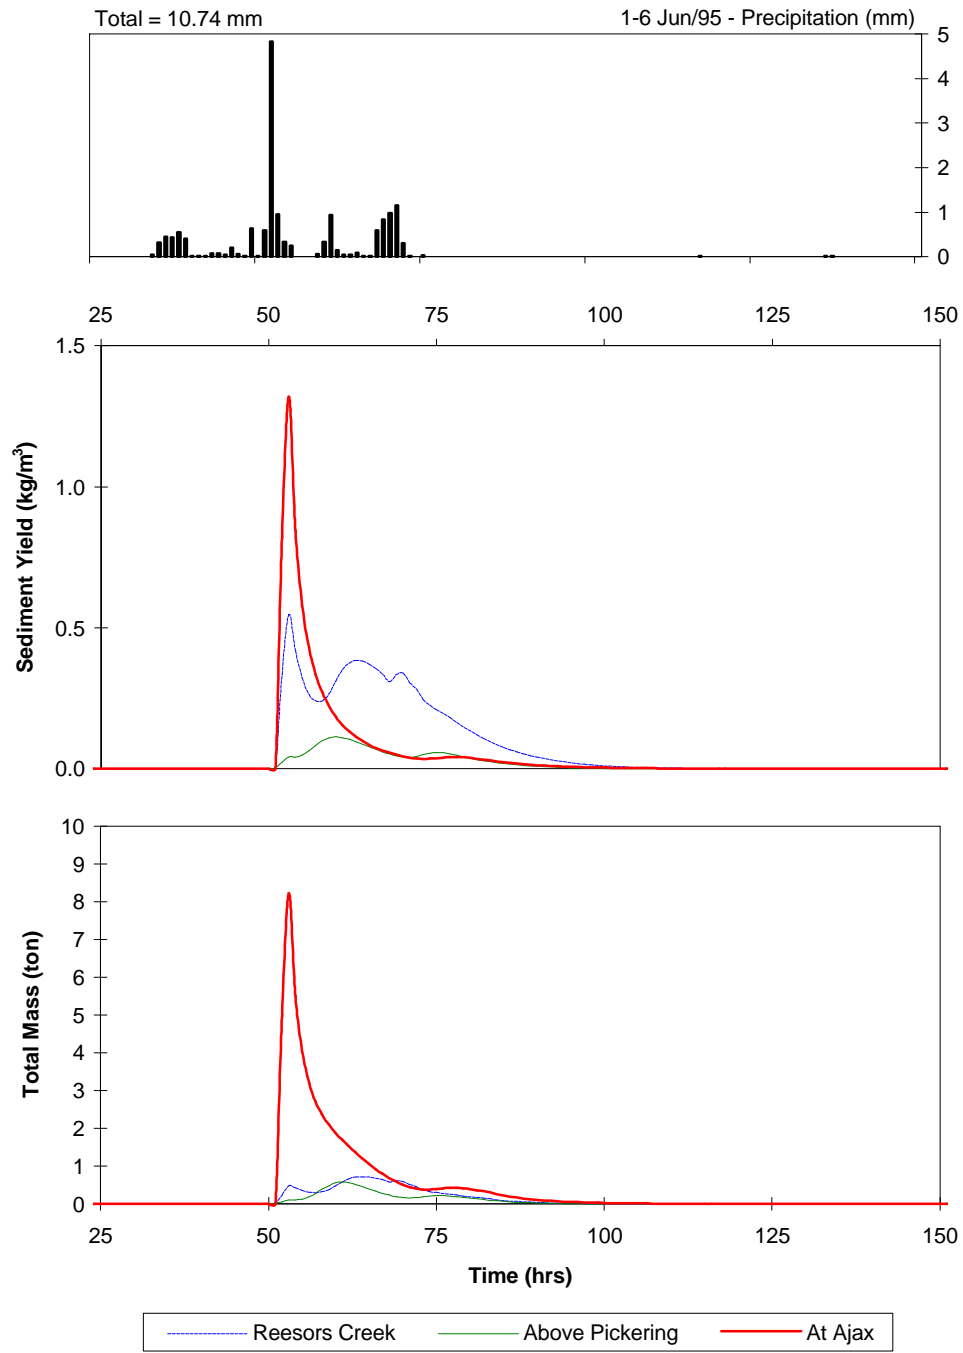 Total = 10.74 mm
1-6 Jun/95 - Precipitation (mm)
5
4
3
2
1
0
25 50 75 100 125 150
1.5
1.0
0.5
0.0
Sediment Yield (kg/m³)
10
9
8
7
6
5
4
3
2
1
0
Total Mass (ton)
25 50 75 100 125 150
Time (hrs)
Reesors Creek Above Pickering At Ajax